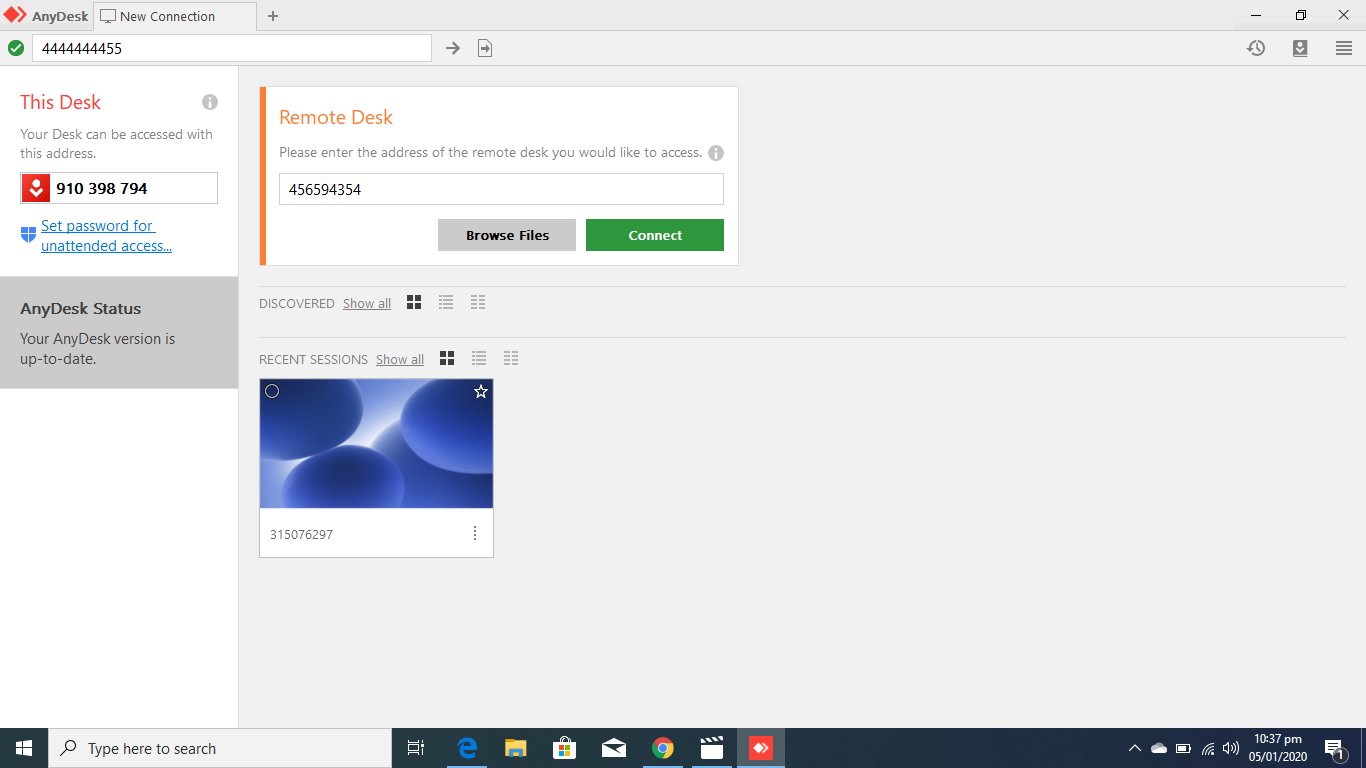 AnyDesk
New Connection
4444444455
This Desk
Your Desk can be accessed with
this address.
910 398 794
Set password for
unattended access...
AnyDesk Status
Your AnyDesk version is
up-to-date.
Remote Desk
Please enter the address of the remote desk you would like to access.
456594354
Browse Files
Connect
DISCOVERED Show all
RECENT SESSIONS Show all
315076297
Type here to search
10:37 pm
05/01/2020
1